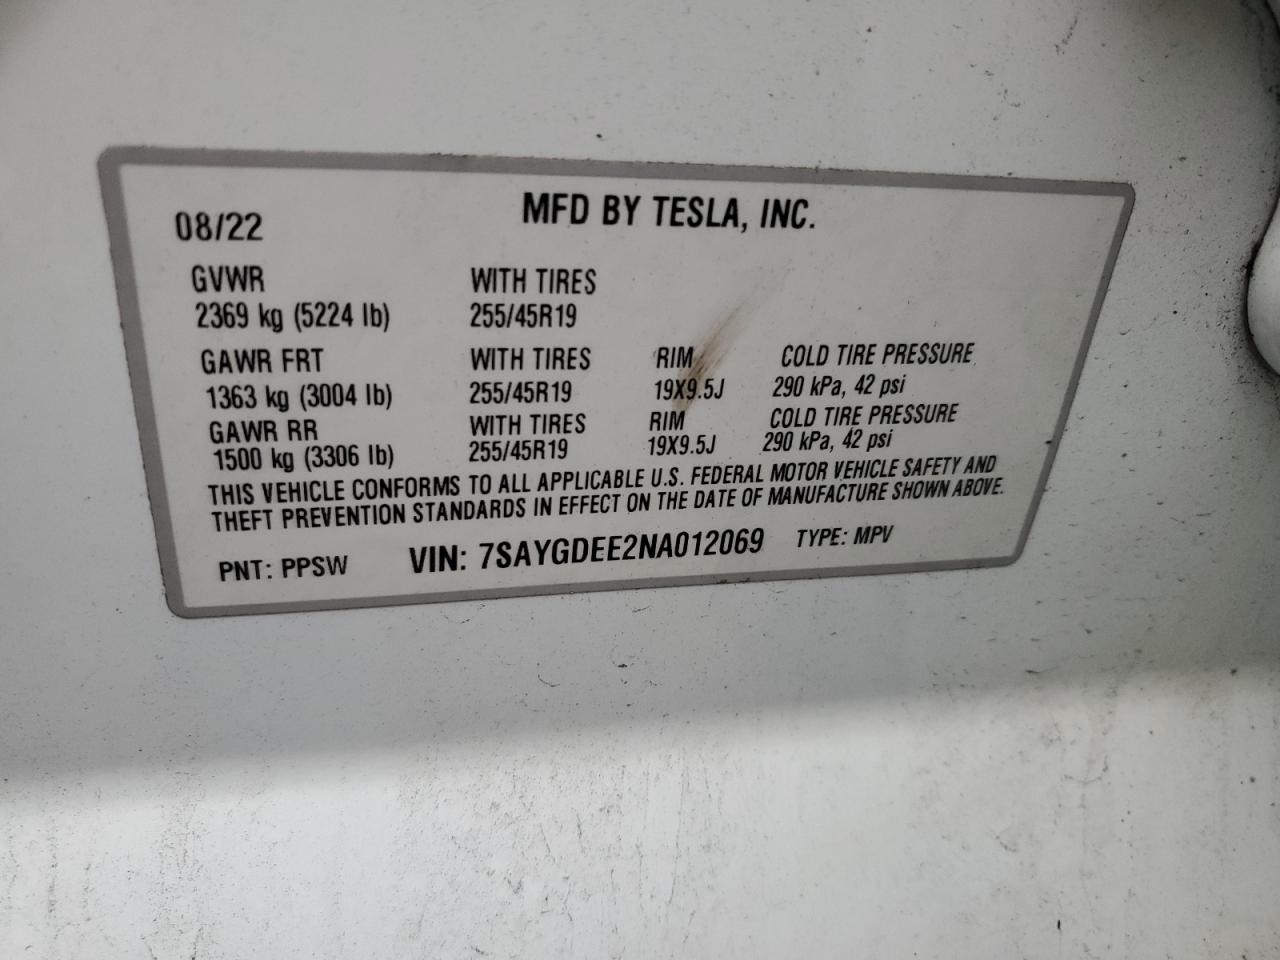 MFD BY TESLA, INC.
08/22
GVWR WITH TIRES
2369 kg (5224 lb) 255/45R19
GAWR FRT WITH TIRES RIM COLD TIRE PRESSURE
1363 kg (3004 lb) 255/45R19 19X9.5J 290 kPa, 42 psi
GAWR RR WITH TIRES RIM COLD TIRE PRESSURE
1500 kg (3306 lb) 255/45R19 19X9.5J 290 kPa, 42 psi
THIS VEHICLE CONFORMS TO ALL APPLICABLE U.S. FEDERAL MOTOR VEHICLE SAFETY AND
THEFT PREVENTION STANDARDS IN EFFECT ON THE DATE OF MANUFACTURE SHOWN ABOVE.
PNT: PPSW VIN: 7SAYGDEE2NA012069 TYPE: MPV